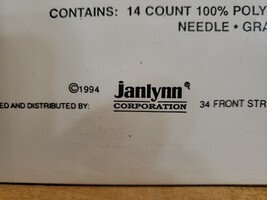 CONTAINS: 14 COUNT 100% POLY
NEEDLE • GRA
©1994 Janlynn®
CORPORATION
ED AND DISTRIBUTED BY: 34 FRONT STR